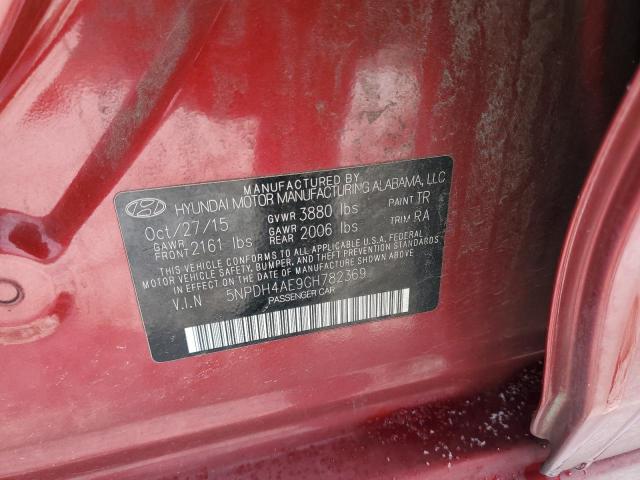 MANUFACTURED BY
HYUNDAI MOTOR MANUFACTURING ALABAMA, LLC
Oct/27/15 GVWR 3880 lbs PAINT TR
GAWR FRONT 2161 lbs GAWR REAR 2006 lbs TRIM RA
THIS VEHICLE CONFORMS TO ALL APPLICABLE U.S.A. FEDERAL
MOTOR VEHICLE SAFETY, BUMPER, AND THEFT PREVENTION
STANDARDS IN EFFECT ON THE DATE OF MANUFACTURE SHOWN ABOVE.
V.I.N 5NPDH4AE9GH782369
PASSENGER CAR